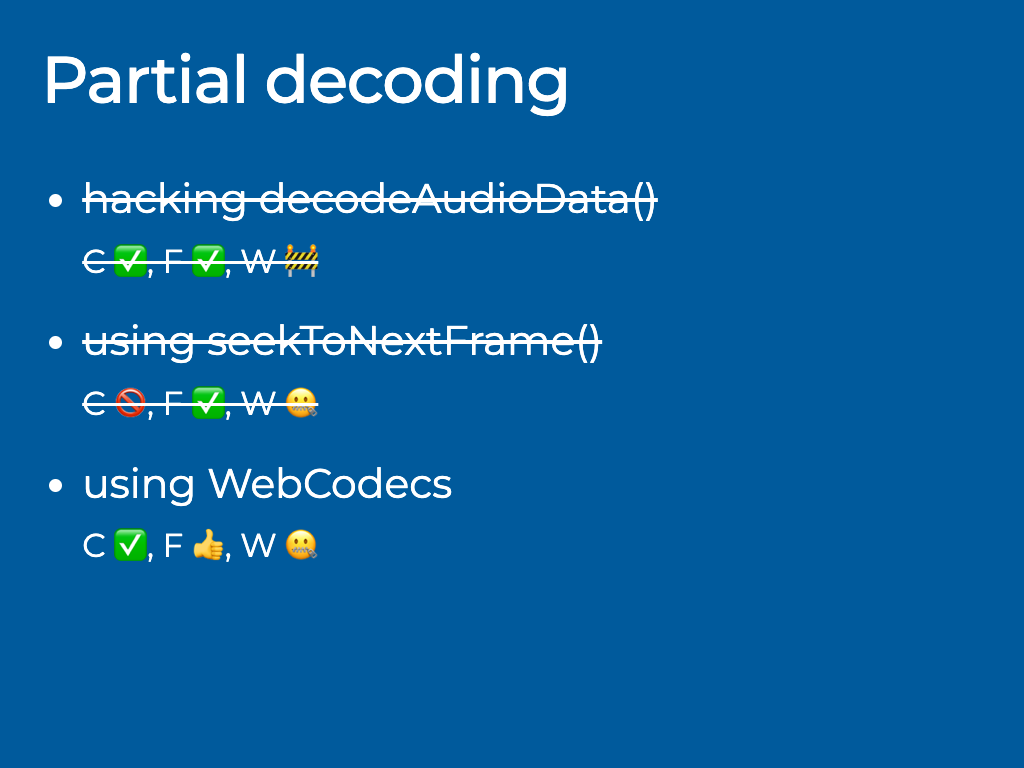 Partial decoding
• hacking decodeAudioData()
C ✅, F ✅, W 🚧
• using seekToNextFrame()
C 🚫, F ✅, W 🤐
• using WebCodecs
C ✅, F 👍, W 🤐